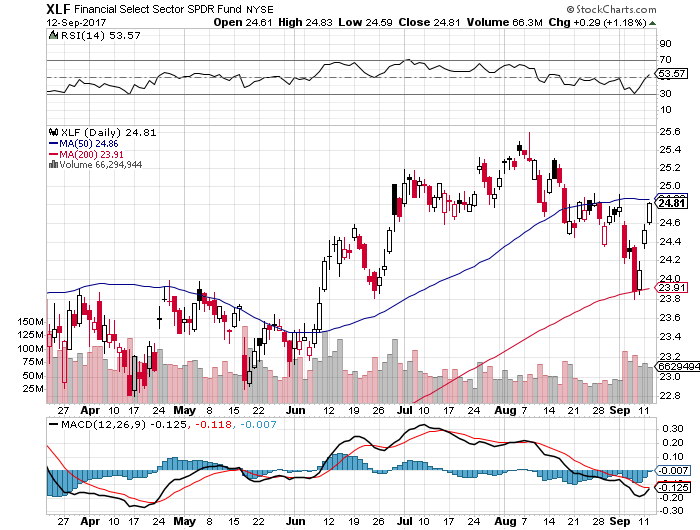 XLF Financial Select Sector SPDR Fund NYSE © StockCharts.com
12-Sep-2017 Open 24.61 High 24.83 Low 24.59 Close 24.81 Volume 66.3M Chg +0.29 (+1.18%)
RSI(14) 53.57
90
70
53.57
50
30
10
XLF (Daily) 24.81
MA(50) 24.86
MA(200) 23.91
Volume 66,294,944
25.6
25.4
25.2
25.0
24.81
24.6
24.4
24.2
24.0
23.91
23.8
23.6
23.4
23.2
23.0
22.8
150M
125M
100M
75M
50M
25M
6629494
27 Apr 10 17 24 May 8 15 22 Jun 12 19 26 Jul 10 17 24 Aug 7 14 21 28 Sep 11
MACD(12,26,9) -0.125, -0.118, -0.007
0.30
0.20
0.10
-0.007
-0.125
-0.20
-0.30
27 Apr 10 17 24 May 8 15 22 Jun 12 19 26 Jul 10 17 24 Aug 7 14 21 28 Sep 11